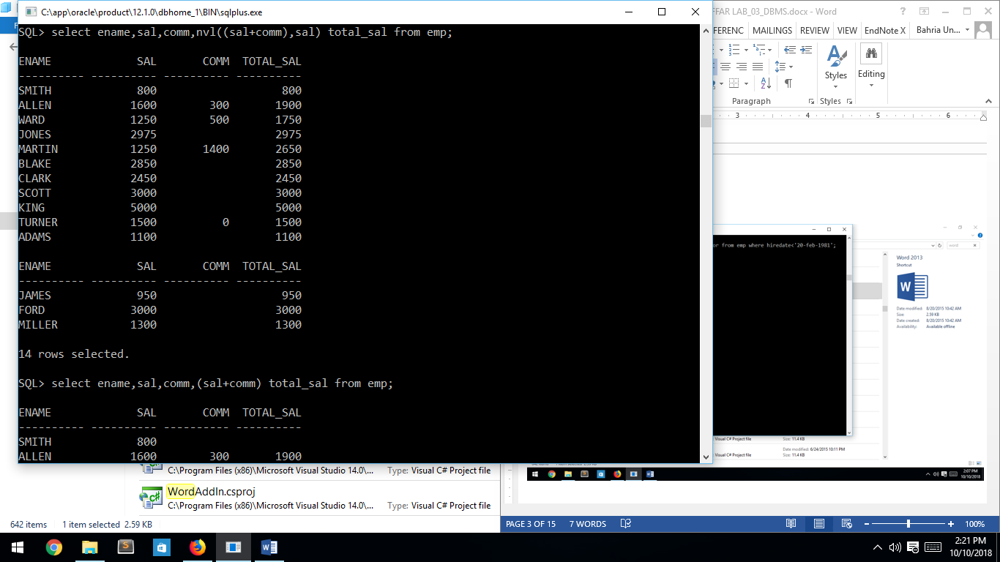 C:\app\oracle\product\12.1.0\dbhome_1\BIN\sqlplus.exe
SQL> select ename,sal,comm,nvl((sal+comm),sal) total_sal from emp;
ENAME SAL COMM TOTAL_SAL
---------- ---------- ---------- ----------
SMITH 800 800
ALLEN 1600 300 1900
WARD 1250 500 1750
JONES 2975 2975
MARTIN 1250 1400 2650
BLAKE 2850 2850
CLARK 2450 2450
SCOTT 3000 3000
KING 5000 5000
TURNER 1500 0 1500
ADAMS 1100 1100
ENAME SAL COMM TOTAL_SAL
---------- ---------- ---------- ----------
JAMES 950 950
FORD 3000 3000
MILLER 1300 1300
14 rows selected.
SQL> select ename,sal,comm,(sal+comm) total_sal from emp;
ENAME SAL COMM TOTAL_SAL
---------- ---------- ---------- ----------
SMITH 800
ALLEN 1600 300 1900
FFAR LAB_03_DBMS.docx - Word
FERENC MAILINGS REVIEW VIEW EndNote X Bahria Un...
Styles
Editing
Paragraph
Styles
3 4 5 6
or from emp where hiredate<'20-feb-1981';
word
Word 2013
Shortcut
Date modified: 8/20/2015 10:42 AM
Size: 2.59 KB
Date created: 8/20/2015 10:42 AM
Availability: Available offline
Visual C# Project file Size: 11.4 KB
Date modified: 6/24/2015 10:11 PM
Visual C# Project file Size: 11.4 KB
2:07 PM
10/10/2018
C:\Program Files (x86)\Microsoft Visual Studio 14.0\... Type: Visual C# Project file
WordAddIn.csproj
C:\Program Files (x86)\Microsoft Visual Studio 14.0\... Type: Visual C# Project file
642 items 1 item selected 2.59 KB
PAGE 3 OF 15 7 WORDS
100%
2:21 PM
10/10/2018